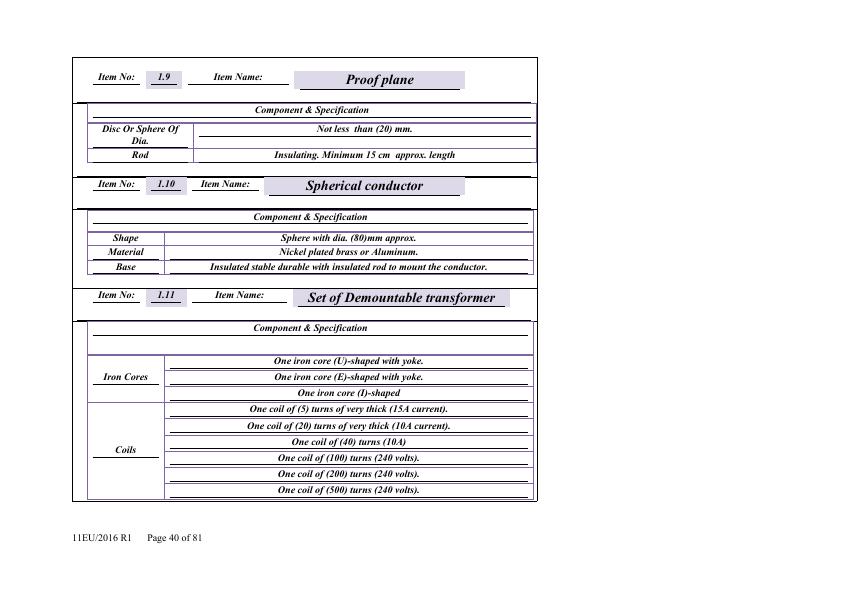 Item No: 1.9 Item Name: Proof plane
Component & Specification
Disc Or Sphere Of Dia. Not less than (20) mm.
Rod Insulating. Minimum 15 cm approx. length
Item No: 1.10 Item Name: Spherical conductor
Component & Specification
Shape Sphere with dia. (80)mm approx.
Material Nickel plated brass or Aluminum.
Base Insulated stable durable with insulated rod to mount the conductor.
Item No: 1.11 Item Name: Set of Demountable transformer
Component & Specification
Iron Cores
One iron core (U)-shaped with yoke.
One iron core (E)-shaped with yoke.
One iron core (I)-shaped
Coils
One coil of (5) turns of very thick (15A current).
One coil of (20) turns of very thick (10A current).
One coil of (40) turns (10A)
One coil of (100) turns (240 volts).
One coil of (200) turns (240 volts).
One coil of (500) turns (240 volts).
11EU/2016 R1 Page 40 of 81